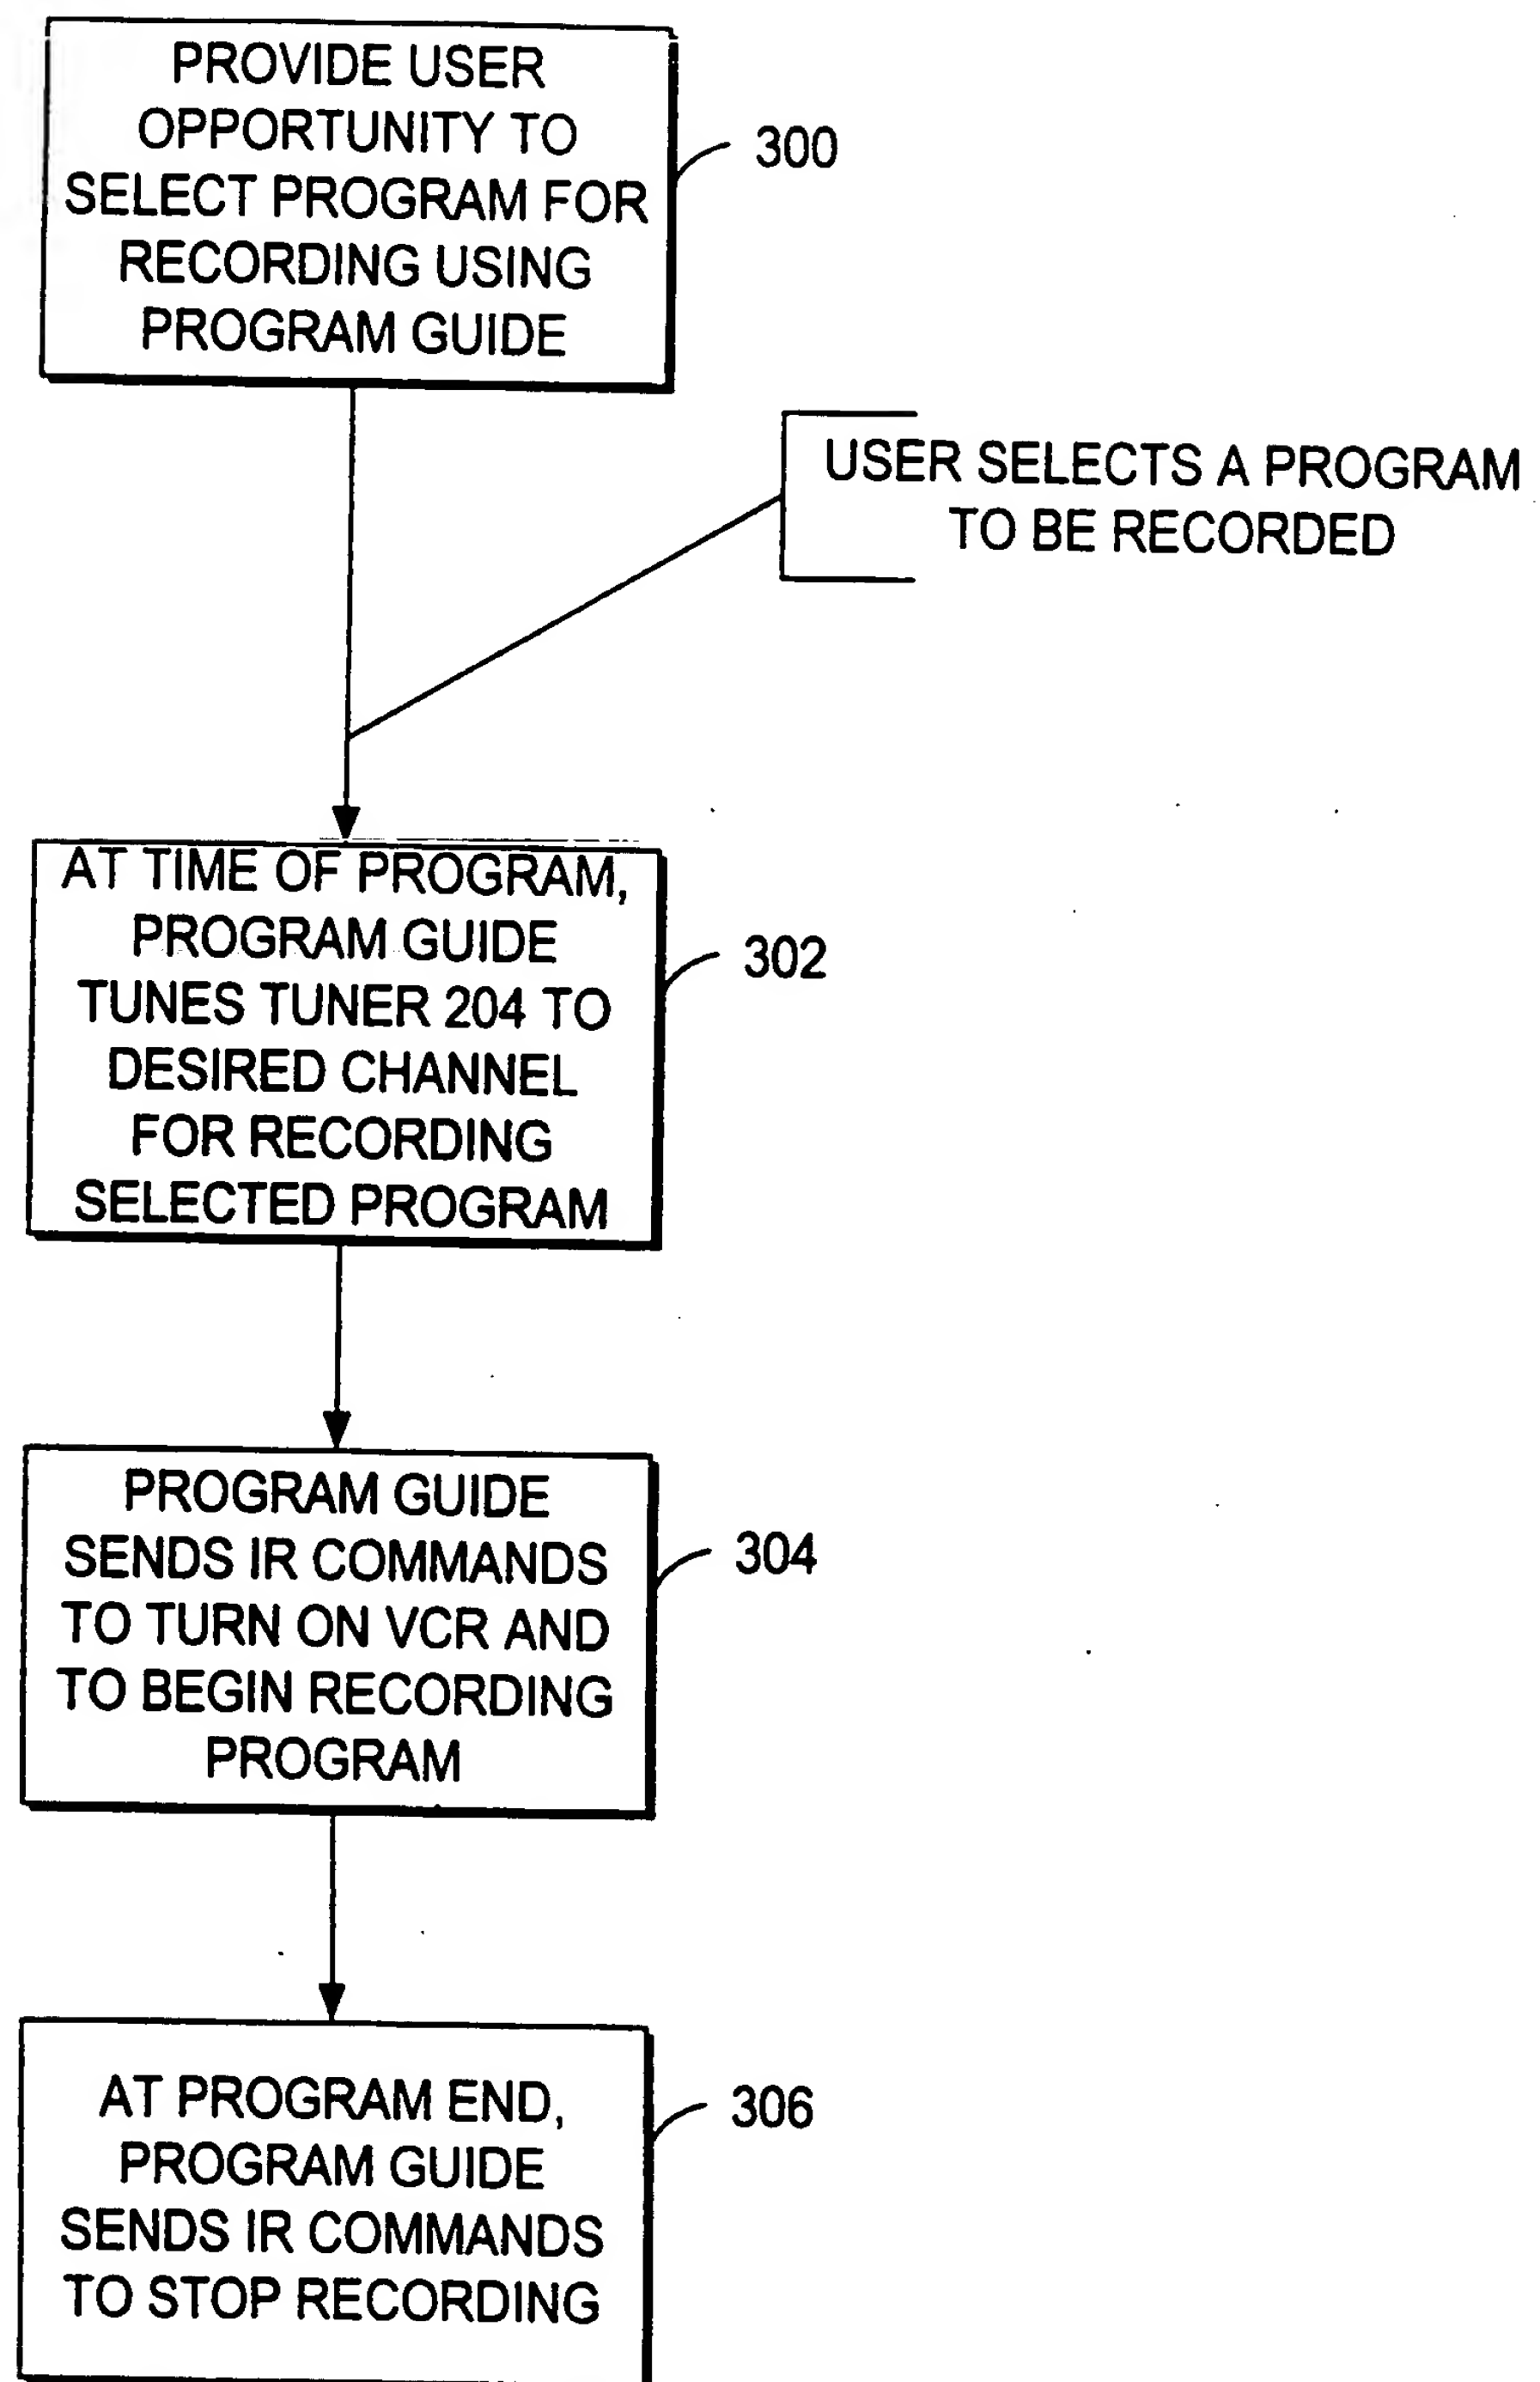 PROVIDE USER
OPPORTUNITY TO
SELECT PROGRAM FOR
RECORDING USING
PROGRAM GUIDE
300
USER SELECTS A PROGRAM
TO BE RECORDED
AT TIME OF PROGRAM,
PROGRAM GUIDE
TUNES TUNER 204 TO
DESIRED CHANNEL
FOR RECORDING
SELECTED PROGRAM
302
PROGRAM GUIDE
SENDS IR COMMANDS
TO TURN ON VCR AND
TO BEGIN RECORDING
PROGRAM
304
AT PROGRAM END,
PROGRAM GUIDE
SENDS IR COMMANDS
TO STOP RECORDING
306